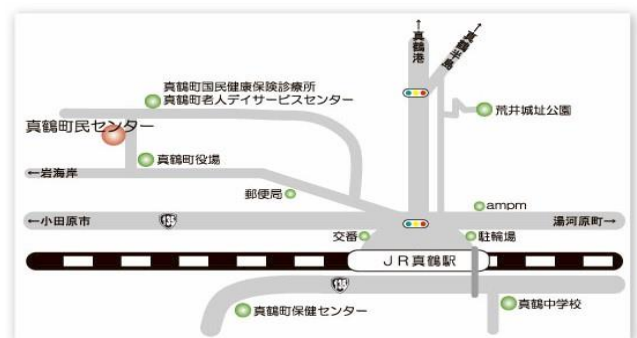 ↑真鶴港
↑真鶴半島
真鶴町国民健康保険診療所
真鶴町老人デイサービスセンター
荒井城址公園
真鶴町民センター
真鶴町役場
←岩海岸
郵便局
ampm
←小田原市
135
湯河原町→
交番
駐輪場
JR真鶴駅
135
真鶴町保健センター
真鶴中学校